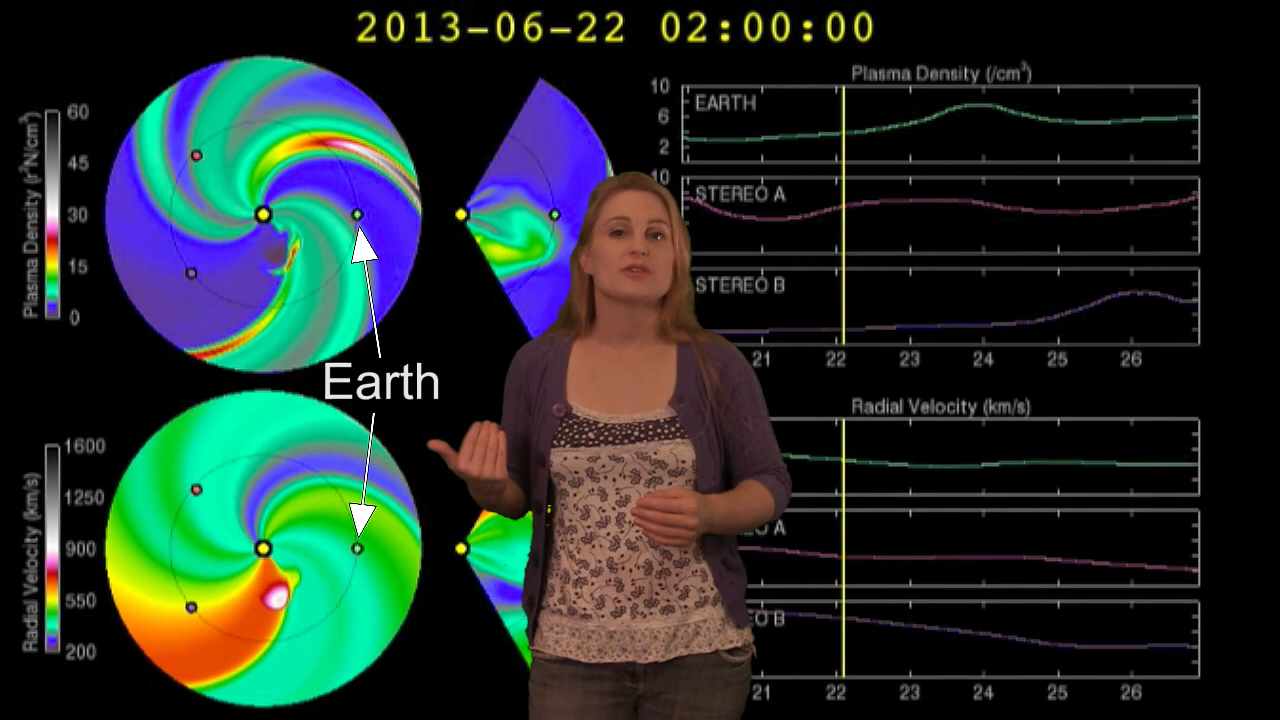 2013-06-22 02:00:00
Plasma Density (/cm³)
Plasma Density (r²N/cm³)
60
45
30
15
0
10
6
2
EARTH
10
STEREO A
STEREO B
21 22 23 24 25 26
Earth
Radial Velocity (km/s)
Radial Velocity (km/s)
1600
1250
900
550
200
EO A
EO B
21 22 23 24 25 26